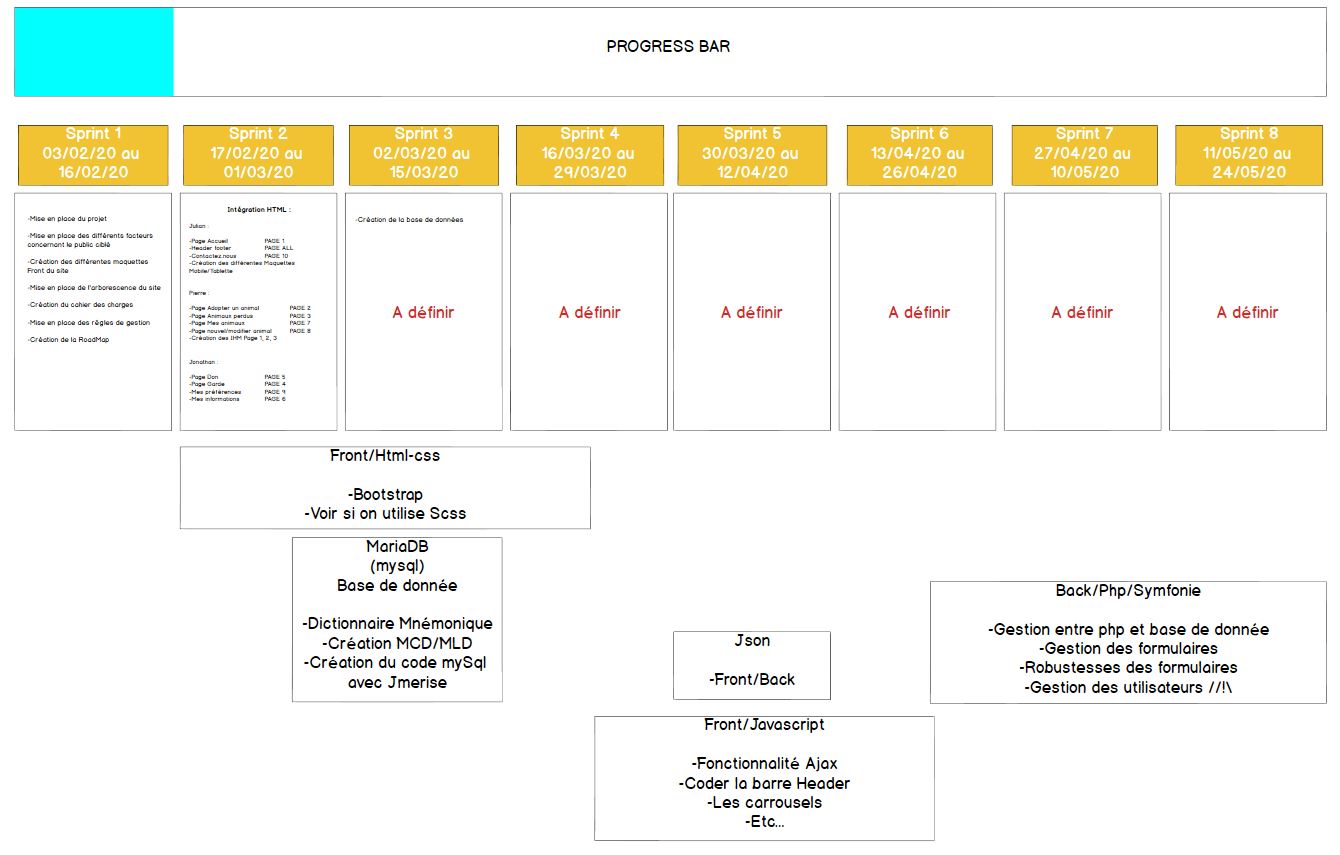 PROGRESS BAR
Sprint 1
03/02/20 au
16/02/20
Sprint 2
17/02/20 au
01/03/20
Sprint 3
02/03/20 au
15/03/20
Sprint 4
16/03/20 au
29/03/20
Sprint 5
30/03/20 au
12/04/20
Sprint 6
13/04/20 au
26/04/20
Sprint 7
27/04/20 au
10/05/20
Sprint 8
11/05/20 au
24/05/20
-Mise en place du projet
-Mise en place des différents facteurs
concernant le public ciblé
-Création des différentes maquettes
Front du site
-Mise en place de l'arborescence du site
-Création du cahier des charges
-Mise en place des règles de gestion
-Création de la RoadMap
Intégration HTML :
Julian :
-Page Accueil PAGE 1
-Header footer PAGE ALL
-Contactez.nous PAGE 10
-Création des différentes Maquettes
Mobile/Tablette
Pierre :
-Page Adopter un animal PAGE 2
-Page Animaux perdus PAGE 3
-Page Mes animaux PAGE 7
-Page nouvel/modifier animal PAGE 8
-Création des IHM Page 1, 2, 3
Jonathan :
-Page Don PAGE 5
-Page Garde PAGE 4
-Mes préférences PAGE 9
-Mes informations PAGE 6
-Création de la base de données
A définir
A définir
A définir
A définir
A définir
A définir
Front/Html-css
-Bootstrap
-Voir si on utilise Scss
MariaDB
(mysql)
Base de donnée
-Dictionnaire Mnémonique
-Création MCD/MLD
-Création du code mySql
avec Jmerise
Json
-Front/Back
Back/Php/Symfonie
-Gestion entre php et base de donnée
-Gestion des formulaires
-Robustesses des formulaires
-Gestion des utilisateurs //!\
Front/Javascript
-Fonctionnalité Ajax
-Coder la barre Header
-Les carrousels
-Etc...